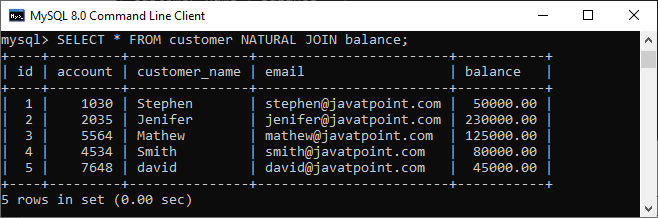 MySQL 8.0 Command Line Client
mysql> SELECT * FROM customer NATURAL JOIN balance;
+----+---------+---------------+------------------------+-----------+
| id | account | customer_name | email                  | balance   |
+----+---------+---------------+------------------------+-----------+
|  1 |    1030 | Stephen       | stephen@javatpoint.com |  50000.00 |
|  2 |    2035 | Jenifer       | jenifer@javatpoint.com | 230000.00 |
|  3 |    5564 | Mathew        | mathew@javatpoint.com  | 125000.00 |
|  4 |    4534 | Smith         | smith@javatpoint.com   |  80000.00 |
|  5 |    7648 | david         | david@javatpoint.com   |  45000.00 |
+----+---------+---------------+------------------------+-----------+
5 rows in set (0.00 sec)